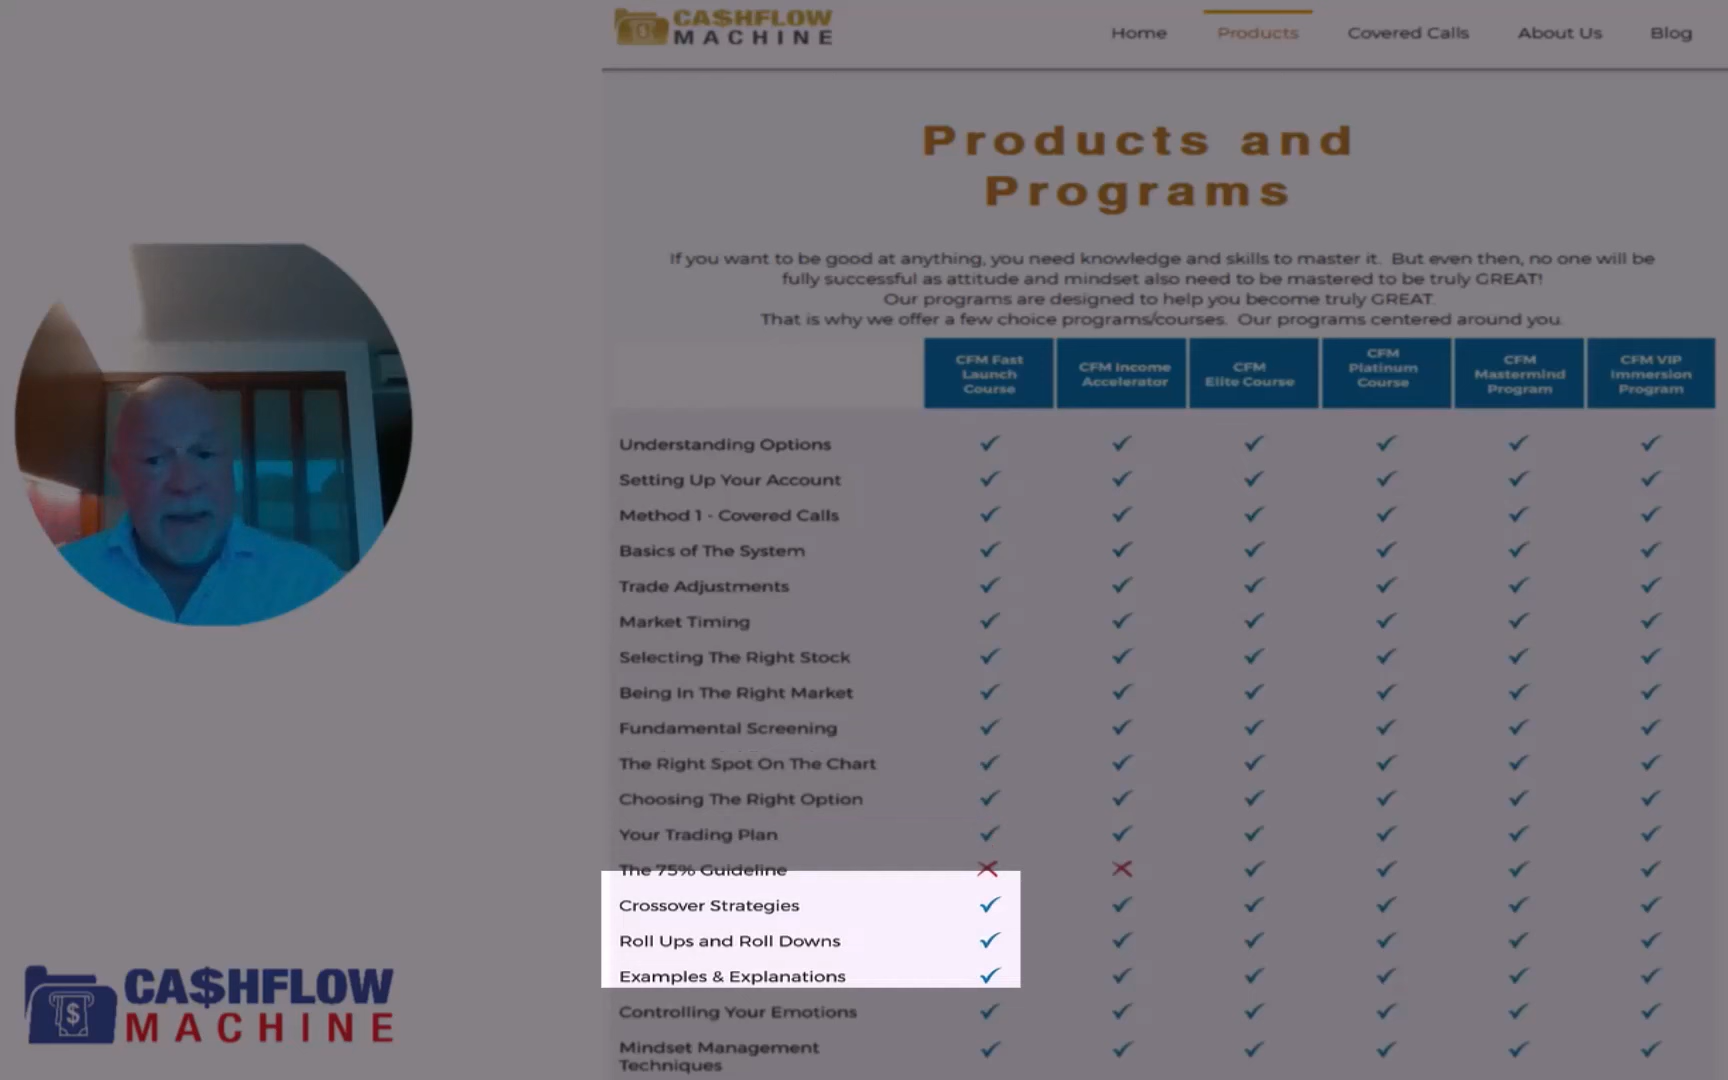 CA$HFLOW
MACHINE
Home Products Covered Calls About Us Blog
Products and
Programs
If you want to be good at anything, you need knowledge and skills to master it. But even then, no one will be
fully successful as attitude and mindset also need to be mastered to be truly GREAT!
Our programs are designed to help you become truly GREAT.
That is why we offer a few choice programs/courses. Our programs centered around you.
CFM Fast
Launch
Course
CFM Income
Accelerator
CFM
Elite Course
CFM
Platinum
Course
CFM
Mastermind
Program
CFM VIP
Immersion
Program
Understanding Options
Setting Up Your Account
Method 1 - Covered Calls
Basics of The System
Trade Adjustments
Market Timing
Selecting The Right Stock
Being In The Right Market
Fundamental Screening
The Right Spot On The Chart
Choosing The Right Option
Your Trading Plan
The 75% Guideline
Crossover Strategies
Roll Ups and Roll Downs
Examples & Explanations
Controlling Your Emotions
Mindset Management
Techniques
$
CA$HFLOW
MACHINE